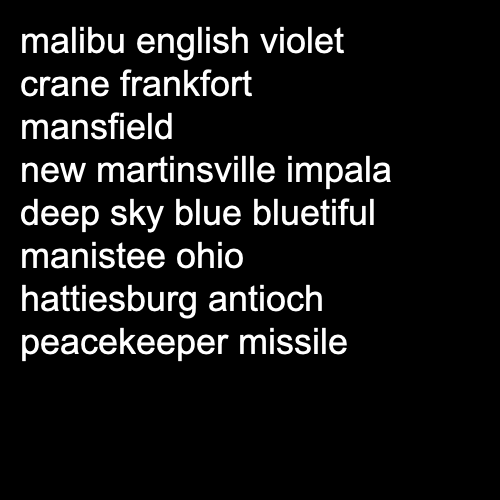 malibu english violet
crane frankfort
mansfield
new martinsville impala
deep sky blue bluetiful
manistee ohio
hattiesburg antioch
peacekeeper missile